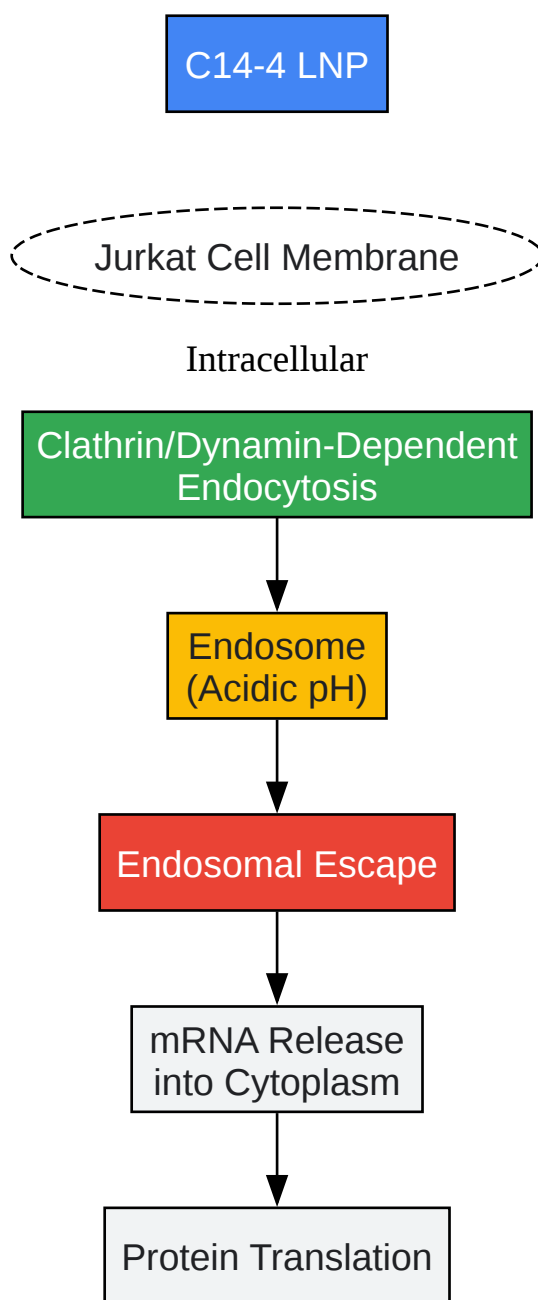 C14-4 LNP
Jurkat Cell Membrane
Intracellular
Clathrin/Dynamin-Dependent
Endocytosis
Endosome
(Acidic pH)
Endosomal Escape
mRNA Release
into Cytoplasm
Protein Translation